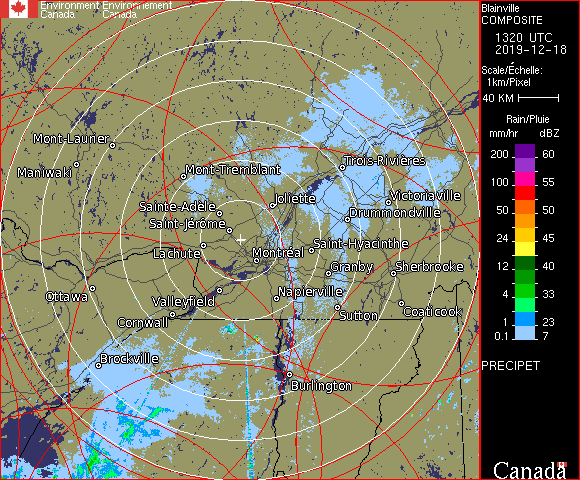 Environment Environnement
Canada Canada
Blainville
COMPOSITE
1320 UTC
2019-12-18
Scale/Échelle:
1km/Pixel
40 KM
Rain/Pluie
mm/hr dBZ
200 60
100 55
50 50
24 45
12 40
4 33
1 23
0.1 7
PRECIPET
Canada
Mont-Laurier
Maniwaki
Mont-Tremblant
Trois-Rivières
Sainte-Adèle
Joliette
Victoriaville
Saint-Jérôme
Drummondville
Lachute
Montréal
Saint-Hyacinthe
Granby
Sherbrooke
Ottawa
Valleyfield
Napierville
Cornwall
Sutton
Coaticook
Brockville
Burlington